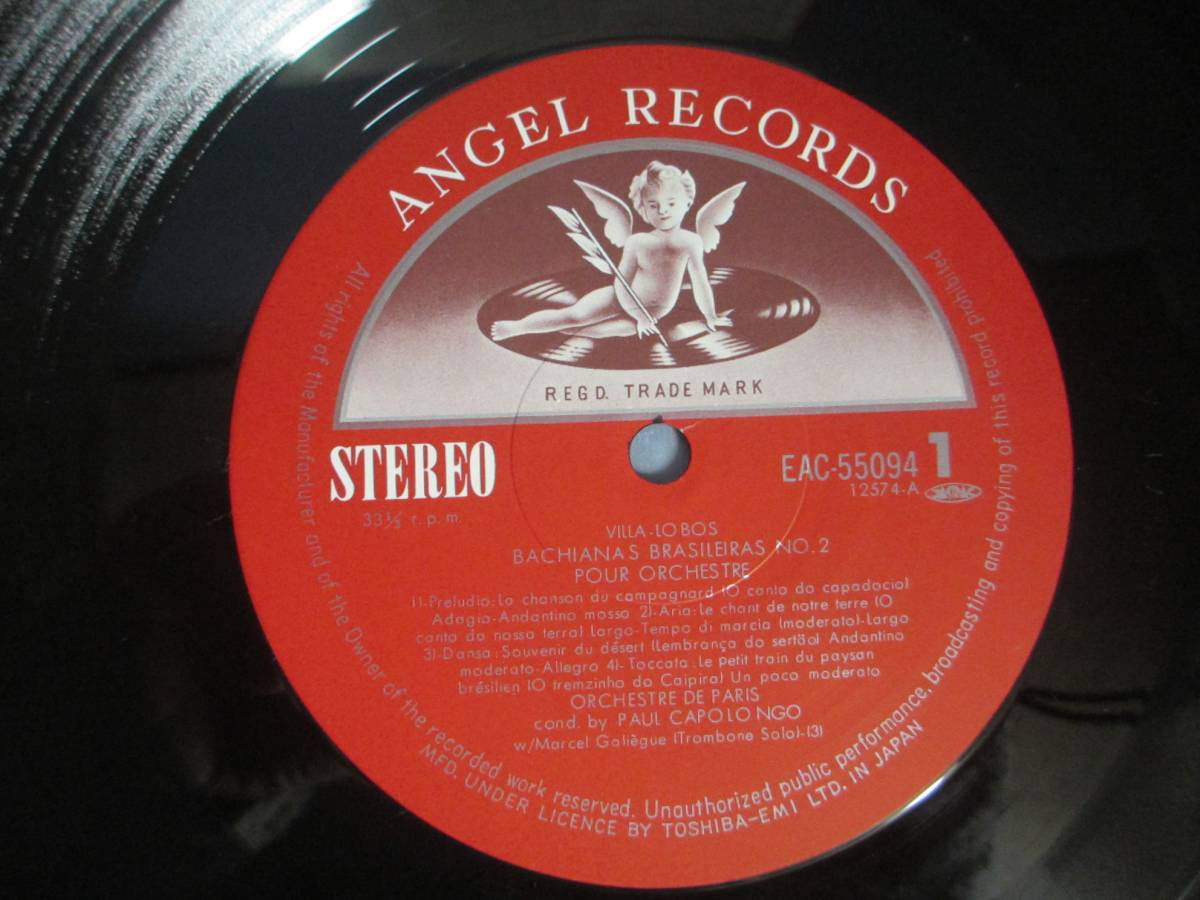 ANGEL RECORDS
REGD. TRADE MARK
STEREO
33⅓ r.p.m.
EAC-55094 1
12574-A
VILLA-LOBOS
BACHIANAS BRASILEIRAS NO. 2
POUR ORCHESTRE
1)-Preludio: La chanson du campagnard (O canto do capadocio)
Adagio-Andantino mosso 2)-Aria: Le chant de notre terre (O
canto da nossa terra) Largo-Tempo di marcia (moderato)-Largo
3)-Dansa: Souvenir du désert (Lembrança do sertão) Andantino
moderato-Allegro 4)- Toccata: Le petit train du paysan
brésilien (O tremzinho do Caipira) Un poco moderato
ORCHESTRE DE PARIS
cond. by PAUL CAPOLONGO
w/Marcel Galiègue (Trombone Solo)-(3)
All rights of the Manufacturer and of the Owner of the recorded work reserved. Unauthorized public performance, broadcasting and copying of this record prohibited
MFD. UNDER LICENCE BY TOSHIBA-EMI LTD. IN JAPAN